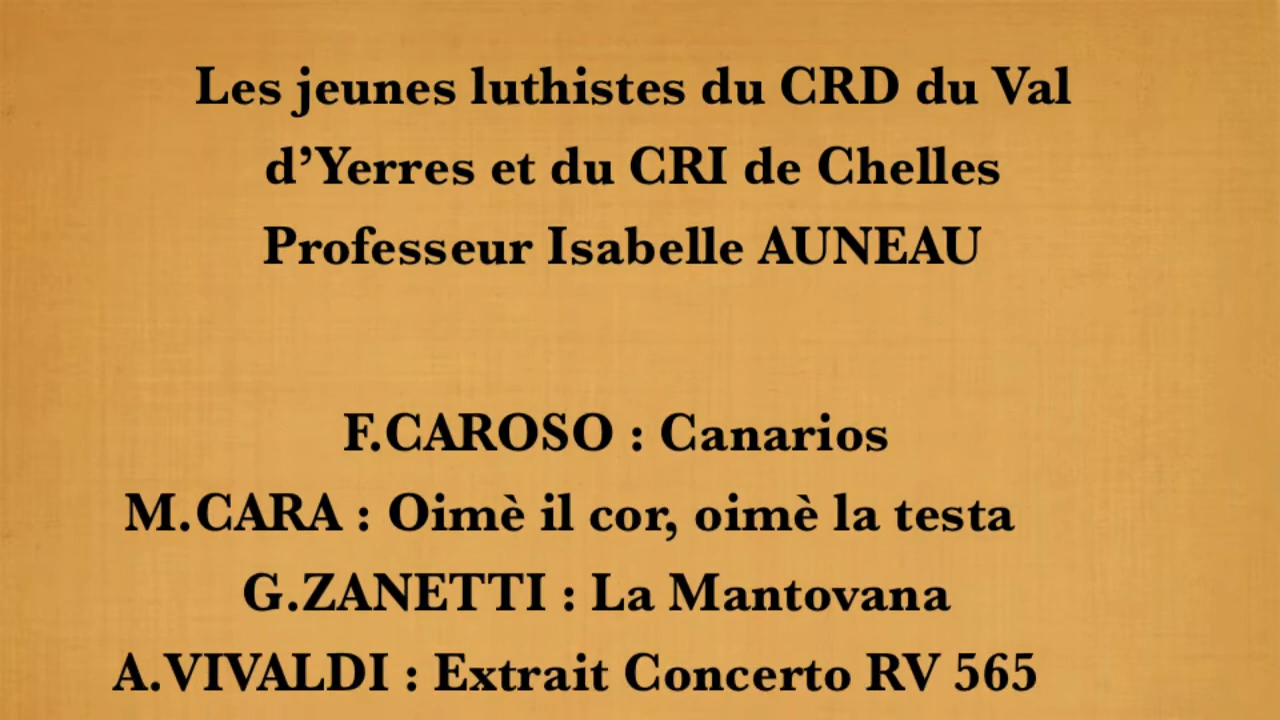 Les jeunes luthistes du CRD du Val
d’Yerres et du CRI de Chelles
Professeur Isabelle AUNEAU
F.CAROSO : Canarios
M.CARA : Oimè il cor, oimè la testa
G.ZANETTI : La Mantovana
A.VIVALDI : Extrait Concerto RV 565